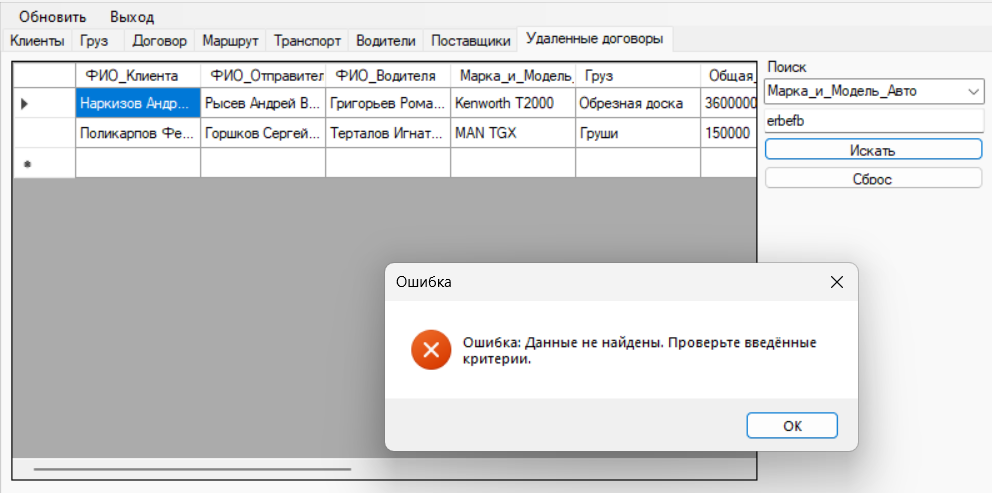 Обновить Выход
Клиенты Груз Договор Маршрут Транспорт Водители Поставщики Удаленные договоры
ФИО_Клиента ФИО_Отправител ФИО_Водителя Марка_и_Модель_ Груз Общая_
Наркизов Андр... Рысев Андрей В... Григорьев Рома... Kenworth T2000 Обрезная доска 3600000
Поликарпов Фе... Горшков Сергей... Терталов Игнат... MAN TGX Груши 150000
Поиск
Марка_и_Модель_Авто
erbefb
Искать
Сброс
Ошибка
Ошибка: Данные не найдены. Проверьте введённые
критерии.
OK